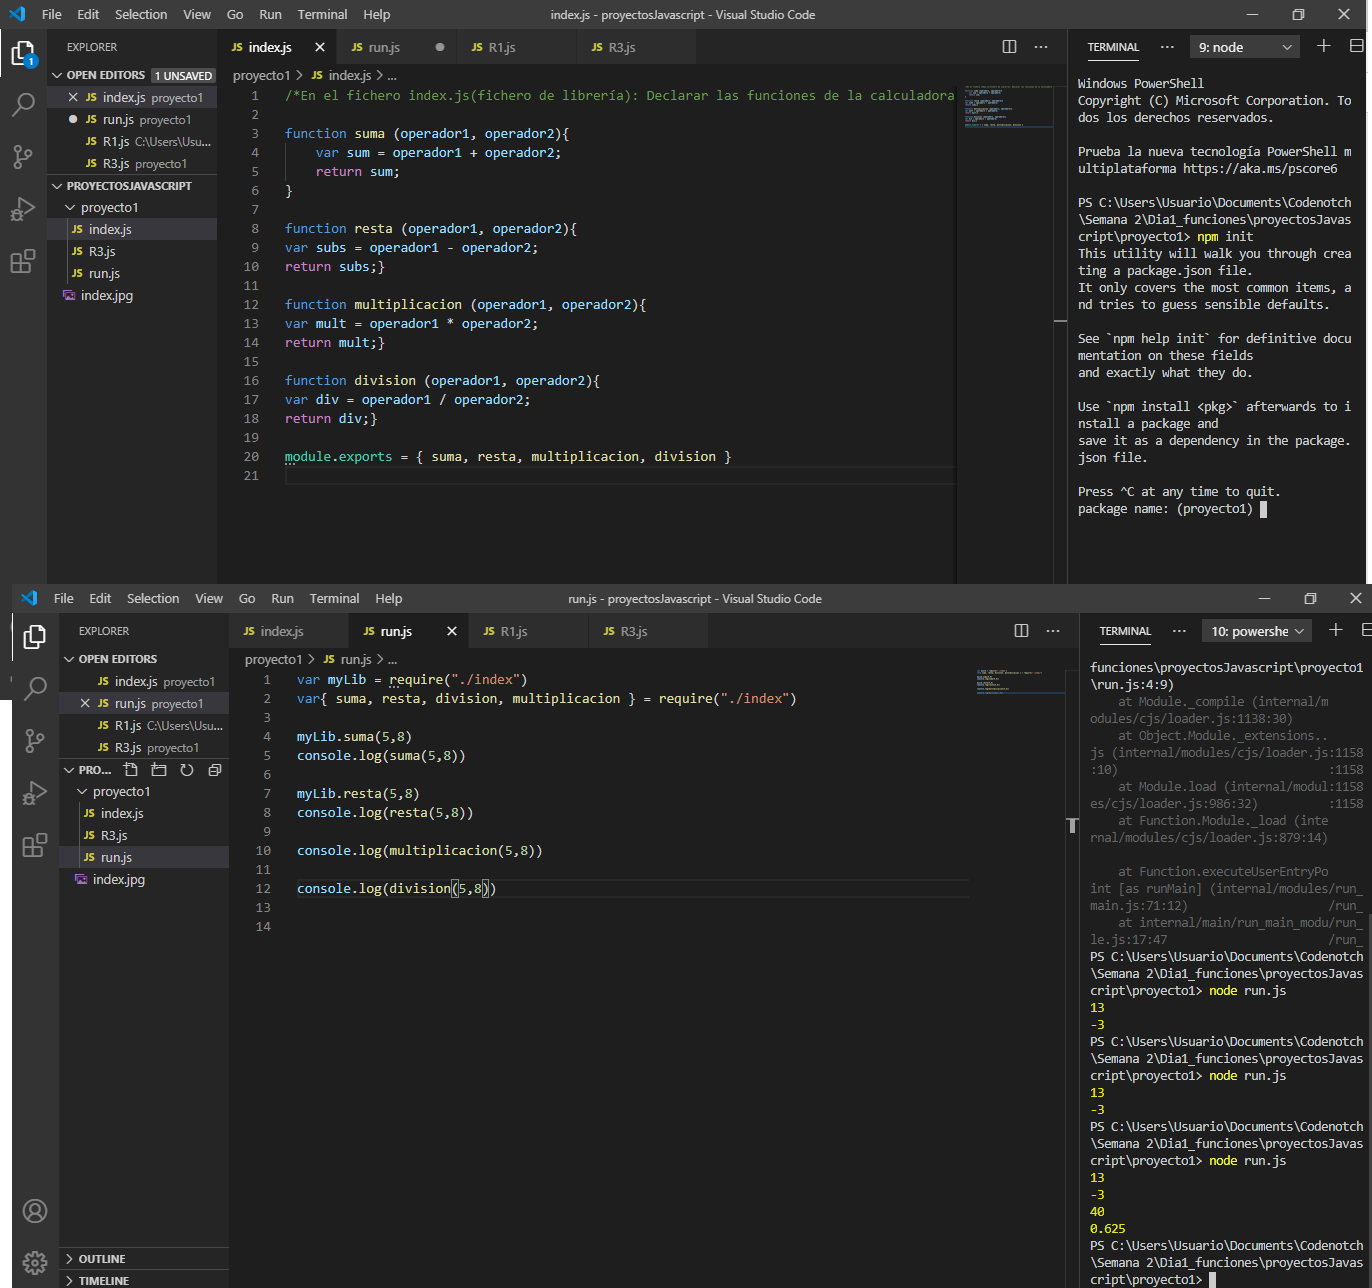 File Edit Selection View Go Run Terminal Help
index.js - proyectosJavascript - Visual Studio Code
1
EXPLORER
OPEN EDITORS 1 UNSAVED
JS index.js proyecto1
JS run.js proyecto1
JS R1.js C:\Users\Usu...
JS R3.js proyecto1
PROYECTOSJAVASCRIPT
proyecto1
JS index.js
JS R3.js
JS run.js
index.jpg
JS index.js JS run.js JS R1.js JS R3.js
proyecto1 > JS index.js > ...
1 /*En el fichero index.js(fichero de librería): Declarar las funciones de la calculadora
2
3 function suma (operador1, operador2){
4 var sum = operador1 + operador2;
5 return sum;
6 }
7
8 function resta (operador1, operador2){
9 var subs = operador1 - operador2;
10 return subs;}
11
12 function multiplicacion (operador1, operador2){
13 var mult = operador1 * operador2;
14 return mult;}
15
16 function division (operador1, operador2){
17 var div = operador1 / operador2;
18 return div;}
19
20 module.exports = { suma, resta, multiplicacion, division }
21
TERMINAL ... 9: node
Windows PowerShell
Copyright (C) Microsoft Corporation. To
dos los derechos reservados.
Prueba la nueva tecnología PowerShell m
ultiplataforma https://aka.ms/pscore6
PS C:\Users\Usuario\Documents\Codenotch
\Semana 2\Dia1_funciones\proyectosJavas
cript\proyecto1> npm init
This utility will walk you through crea
ting a package.json file.
It only covers the most common items, a
nd tries to guess sensible defaults.
See `npm help init` for definitive docu
mentation on these fields
and exactly what they do.
Use `npm install <pkg>` afterwards to i
nstall a package and
save it as a dependency in the package.
json file.
Press ^C at any time to quit.
package name: (proyecto1)
File Edit Selection View Go Run Terminal Help
run.js - proyectosJavascript - Visual Studio Code
EXPLORER
OPEN EDITORS
JS index.js proyecto1
JS run.js proyecto1
JS R1.js C:\Users\Usu...
JS R3.js proyecto1
PRO...
proyecto1
JS index.js
JS R3.js
JS run.js
index.jpg
OUTLINE
TIMELINE
JS index.js JS run.js JS R1.js JS R3.js
proyecto1 > JS run.js > ...
1 var myLib = require("./index")
2 var{ suma, resta, division, multiplicacion } = require("./index")
3
4 myLib.suma(5,8)
5 console.log(suma(5,8))
6
7 myLib.resta(5,8)
8 console.log(resta(5,8))
9
10 console.log(multiplicacion(5,8))
11
12 console.log(division(5,8))
13
14
TERMINAL ... 10: powershe
funciones\proyectosJavascript\proyecto1
\run.js:4:9)
at Module._compile (internal/m
odules/cjs/loader.js:1138:30)
at Object.Module._extensions..
js (internal/modules/cjs/loader.js:1158
:10) :1158
at Module.load (internal/modul:1158
es/cjs/loader.js:986:32) :1158
at Function.Module._load (inte
rnal/modules/cjs/loader.js:879:14)
at Function.executeUserEntryPo
int [as runMain] (internal/modules/run_
main.js:71:12) /run_
at internal/main/run_main_modu/run_
le.js:17:47 /run_
PS C:\Users\Usuario\Documents\Codenotch
\Semana 2\Dia1_funciones\proyectosJavas
cript\proyecto1> node run.js
13
-3
PS C:\Users\Usuario\Documents\Codenotch
\Semana 2\Dia1_funciones\proyectosJavas
cript\proyecto1> node run.js
13
-3
PS C:\Users\Usuario\Documents\Codenotch
\Semana 2\Dia1_funciones\proyectosJavas
cript\proyecto1> node run.js
13
-3
40
0.625
PS C:\Users\Usuario\Documents\Codenotch
\Semana 2\Dia1_funciones\proyectosJavas
cript\proyecto1>